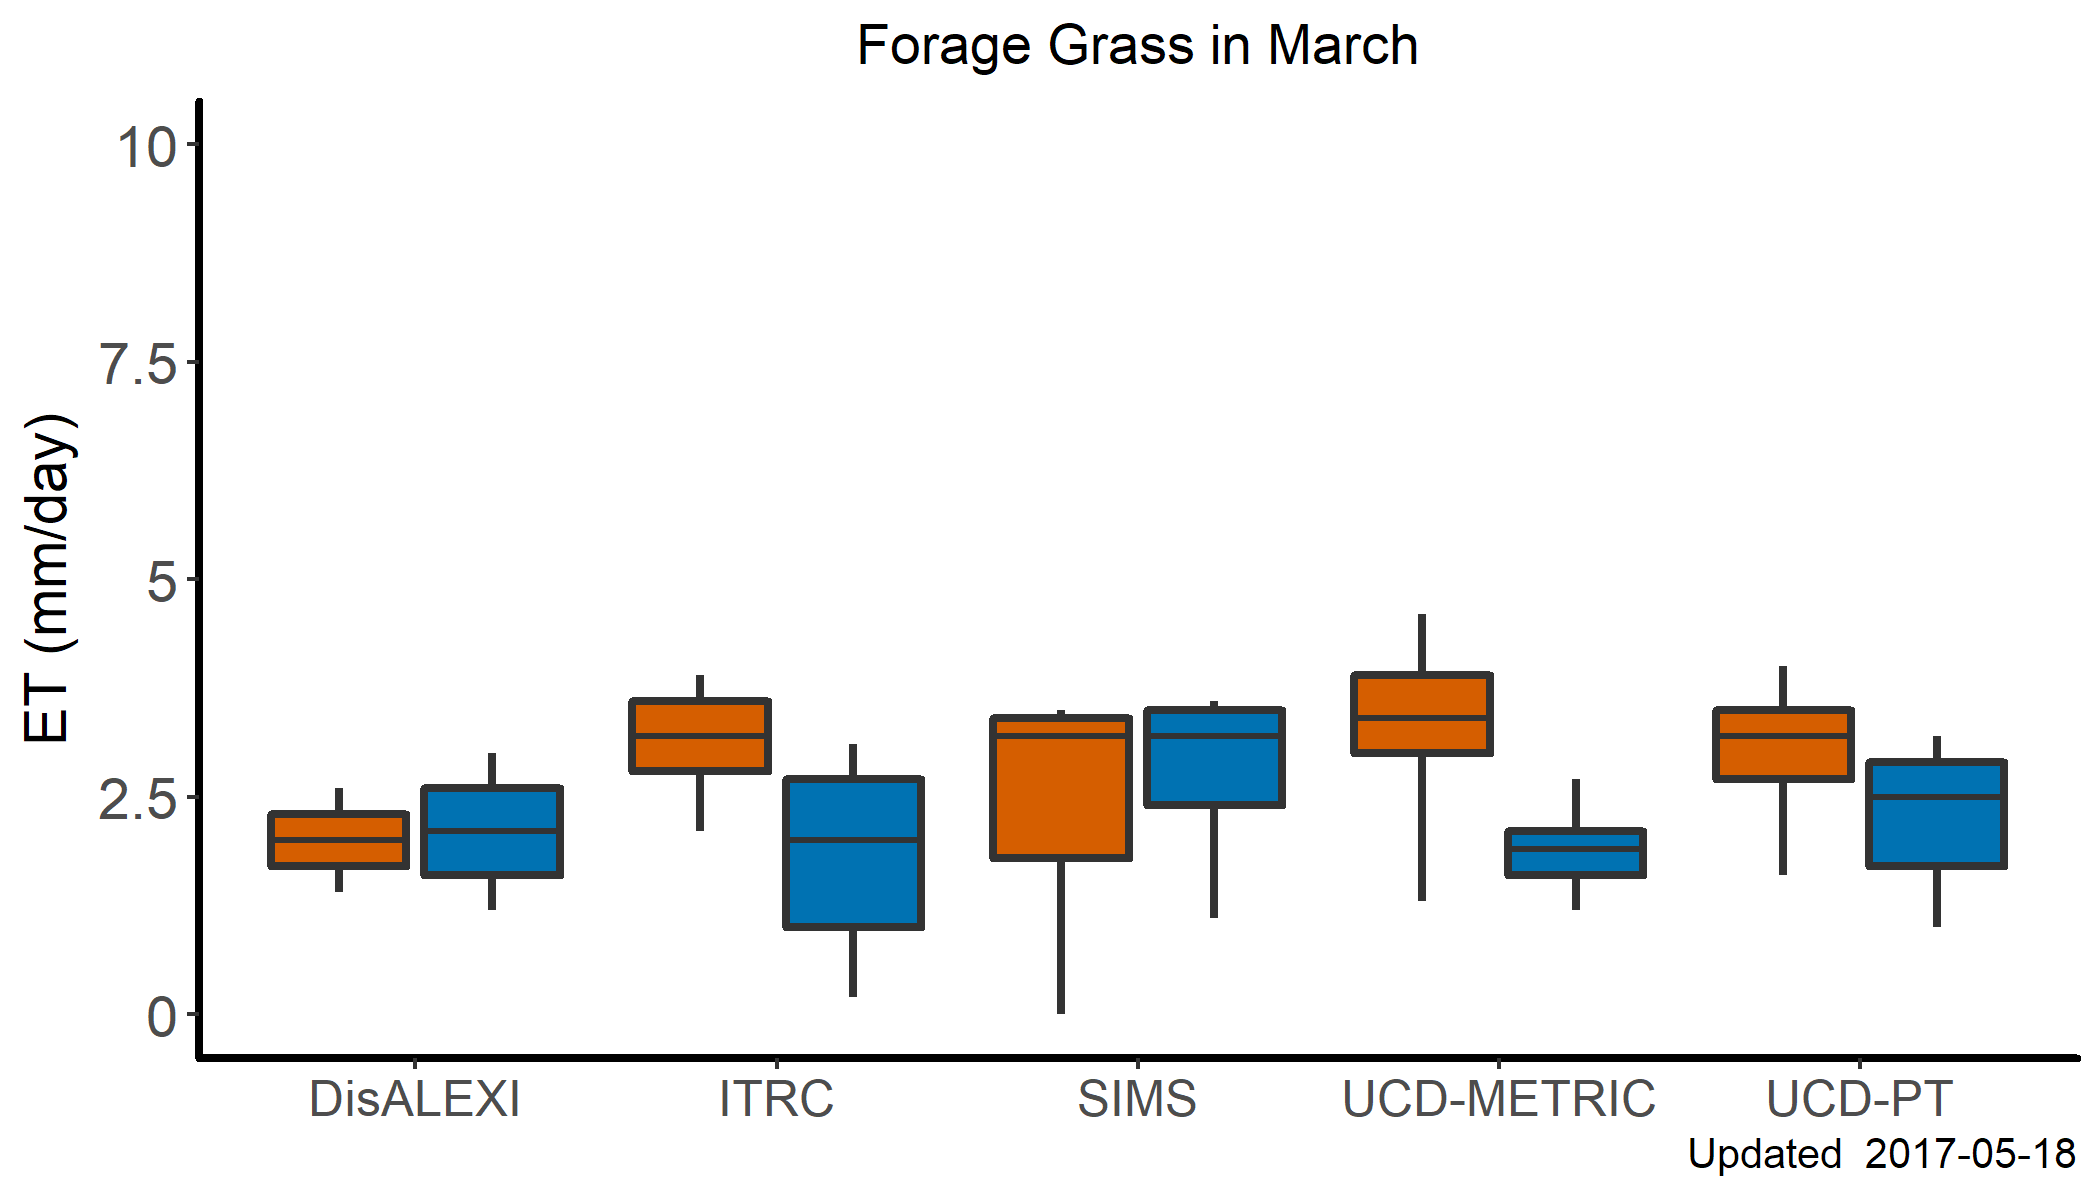 Forage Grass in March
ET (mm/day)
10
7.5
5
2.5
0
DisALEXI ITRC SIMS UCD-METRIC UCD-PT
Updated 2017-05-18